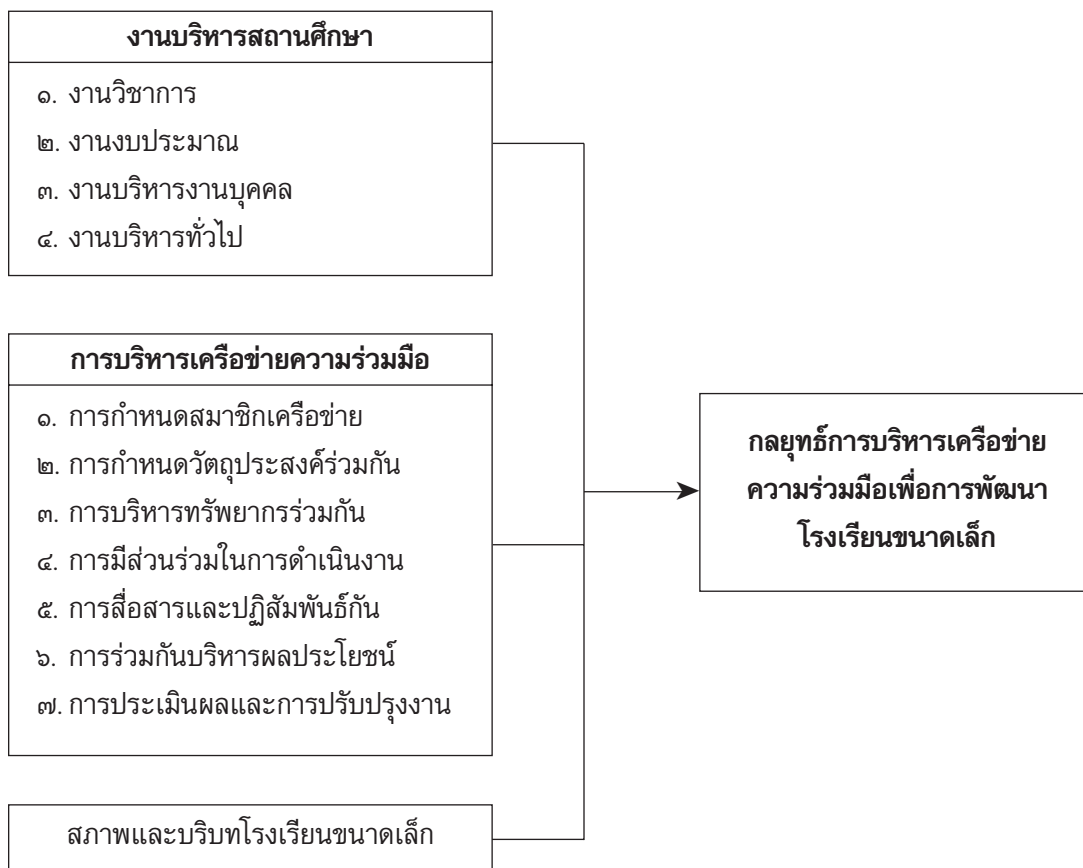 งานบริหารสถานศึกษา
๑. งานวิชาการ
๒. งานงบประมาณ
๓. งานบริหารงานบุคคล
๔. งานบริหารทั่วไป
การบริหารเครือข่ายความร่วมมือ
๑. การกำหนดสมาชิกเครือข่าย
๒. การกำหนดวัตถุประสงค์ร่วมกัน
๓. การบริหารทรัพยากรร่วมกัน
๔. การมีส่วนร่วมในการดำเนินงาน
๕. การสื่อสารและปฏิสัมพันธ์กัน
๖. การร่วมกันบริหารผลประโยชน์
๗. การประเมินผลและการปรับปรุงงาน
สภาพและบริบทโรงเรียนขนาดเล็ก
กลยุทธ์การบริหารเครือข่าย
ความร่วมมือเพื่อการพัฒนา
โรงเรียนขนาดเล็ก